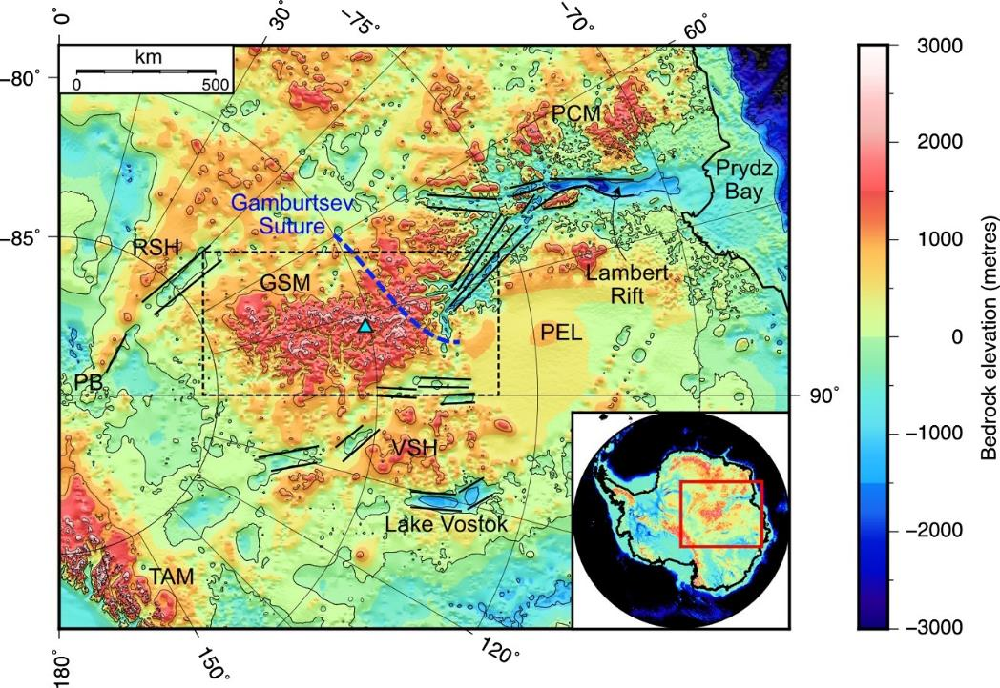 0°
30°
−75°
−70°
60°
km
0 500
−80°
−85°
90°
180°
150°
120°
PCM
Prydz
Bay
Gamburtsev
Suture
RSH
GSM
Lambert
Rift
PEL
PB
VSH
Lake Vostok
TAM
3000
2000
1000
0
−1000
−2000
−3000
Bedrock elevation (metres)